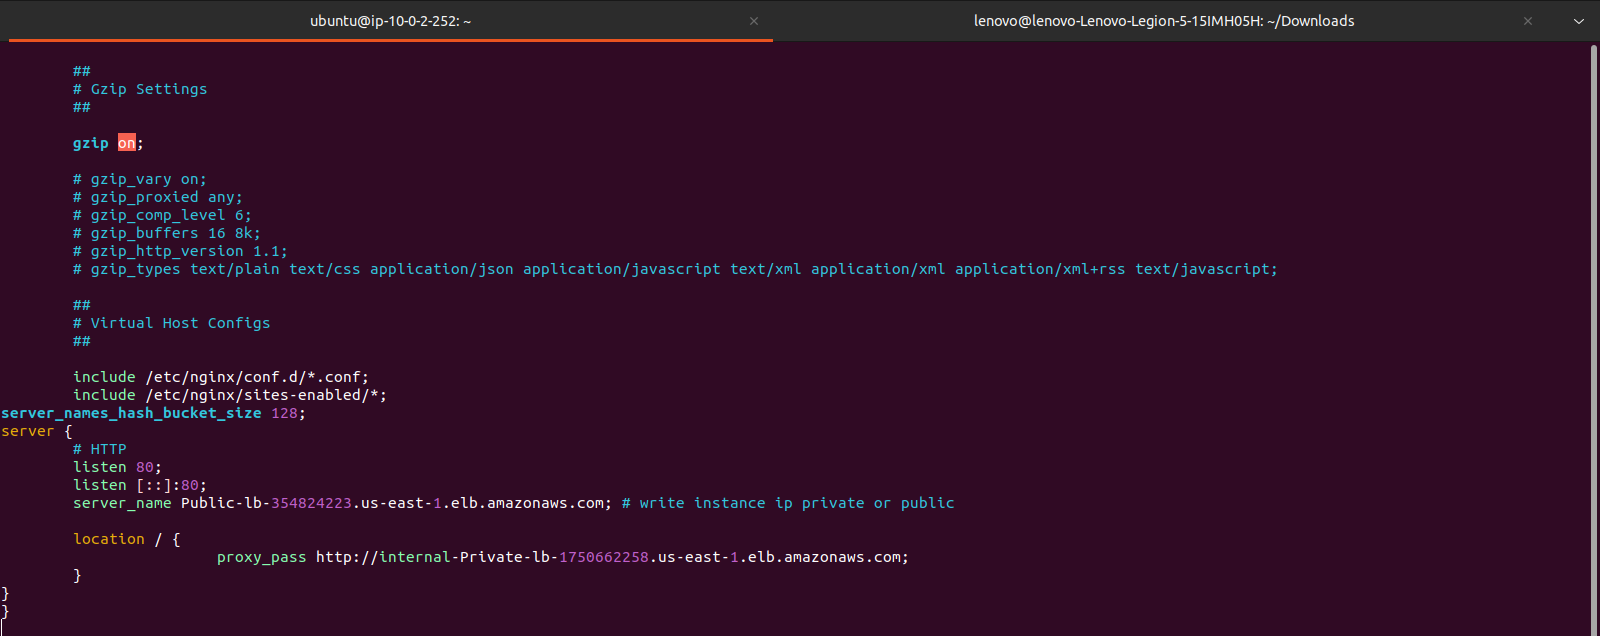 ubuntu@ip-10-0-2-252: ~
lenovo@lenovo-Lenovo-Legion-5-15IMH05H: ~/Downloads
##
# Gzip Settings
##
gzip on;
# gzip_vary on;
# gzip_proxied any;
# gzip_comp_level 6;
# gzip_buffers 16 8k;
# gzip_http_version 1.1;
# gzip_types text/plain text/css application/json application/javascript text/xml application/xml application/xml+rss text/javascript;
##
# Virtual Host Configs
##
include /etc/nginx/conf.d/*.conf;
include /etc/nginx/sites-enabled/*;
server_names_hash_bucket_size 128;
server {
# HTTP
listen 80;
listen [::]:80;
server_name Public-lb-354824223.us-east-1.elb.amazonaws.com; # write instance ip private or public
location / {
proxy_pass http://internal-Private-lb-1750662258.us-east-1.elb.amazonaws.com;
}
}
}